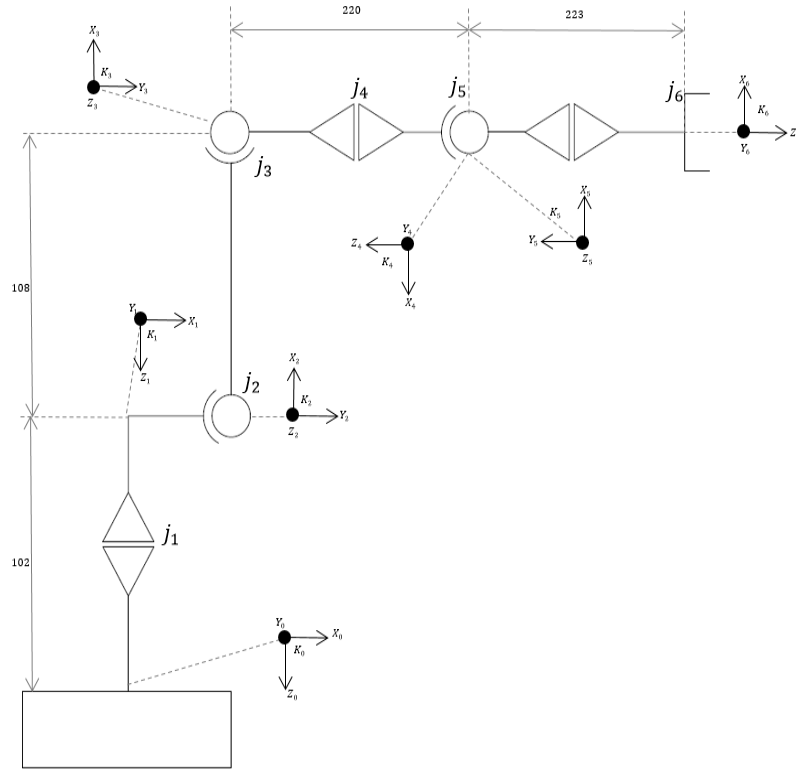 220
223
X₃
K₃
Y₃
Z₃
j₄
j₅
j₆
X₆
K₆
Z
Y₆
j₃
X₅
K₅
Y₅
Z₅
Y₄
Z₄
K₄
X₄
108
Y₁
X₁
K₁
Z₁
j₂
X₂
K₂
Y₂
Z₂
j₁
102
Y₀
X₀
K₀
Z₀